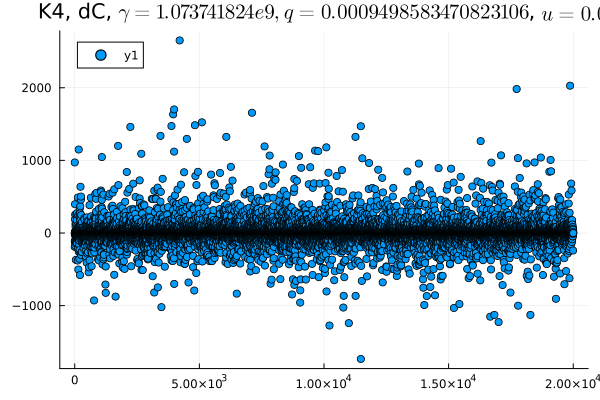 K4, dC, γ = 1.073741824e9, q = 0.0009498583470823106, u = 0.0
y1
2000
1000
0
−1000
0 5.00×10³ 1.00×10⁴ 1.50×10⁴ 2.00×10⁴